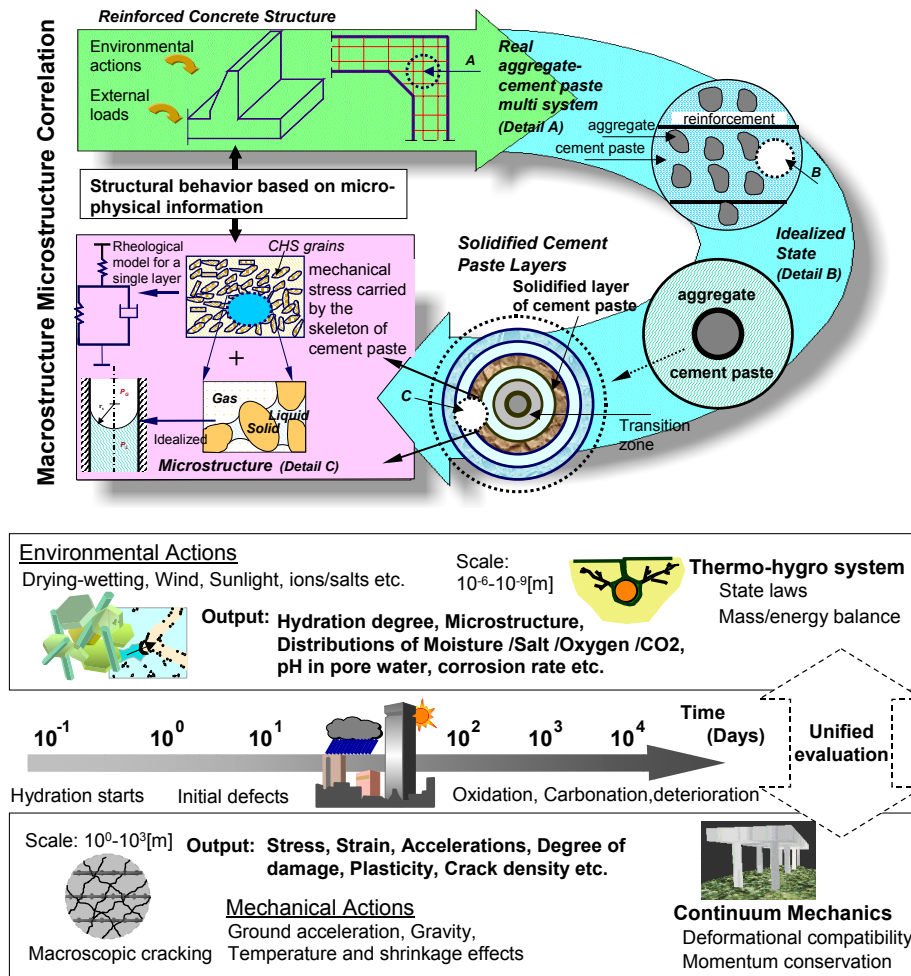 Macrostructure Microstructure Correlation
Reinforced Concrete Structure
Environmental
actions
External
loads
A
Real
aggregate-
cement paste
multi system
(Detail A)
reinforcement
aggregate
cement paste
B
Structural behavior based on micro-
physical information
Idealized
State
(Detail B)
Rheological
model for a
single layer
CHS grains
mechanical
stress carried
by the
skeleton of
cement paste
+
Gas
Liquid
Solid
Idealized
Microstructure (Detail C)
Solidified Cement
Paste Layers
Solidified layer
of cement paste
C
Transition
zone
aggregate
cement paste
Environmental Actions
Drying-wetting, Wind, Sunlight, ions/salts etc.
Scale:
10-6-10-9[m]
Thermo-hygro system
State laws
Mass/energy balance
Output: Hydration degree, Microstructure,
Distributions of Moisture /Salt /Oxygen /CO2,
pH in pore water, corrosion rate etc.
10-1 100 101 102 103 104
Time
(Days)
Unified
evaluation
Hydration starts
Initial defects
Oxidation, Carbonation,deterioration
Scale: 100-103[m]
Output: Stress, Strain, Accelerations, Degree of
damage, Plasticity, Crack density etc.
Mechanical Actions
Ground acceleration, Gravity,
Temperature and shrinkage effects
Macroscopic cracking
Continuum Mechanics
Deformational compatibility
Momentum conservation